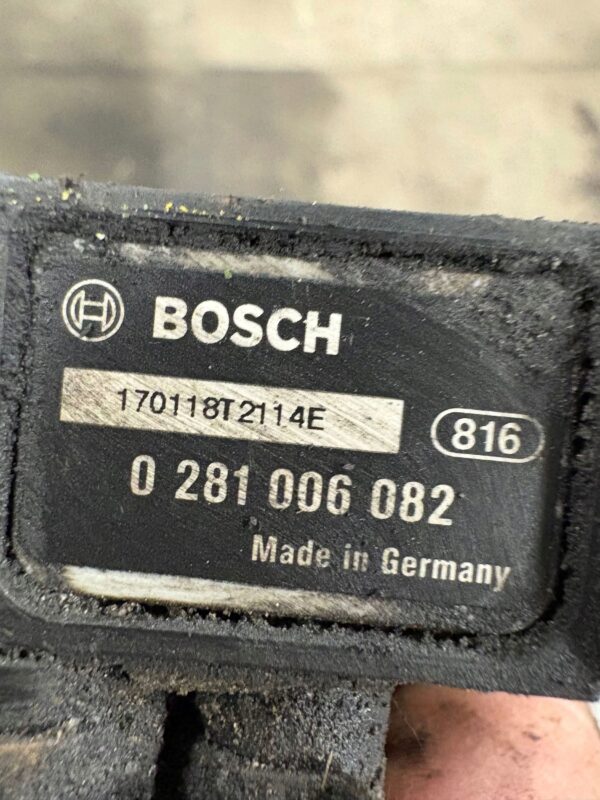 BOSCH
170118T2114E
816
0 281 006 082
Made in Germany